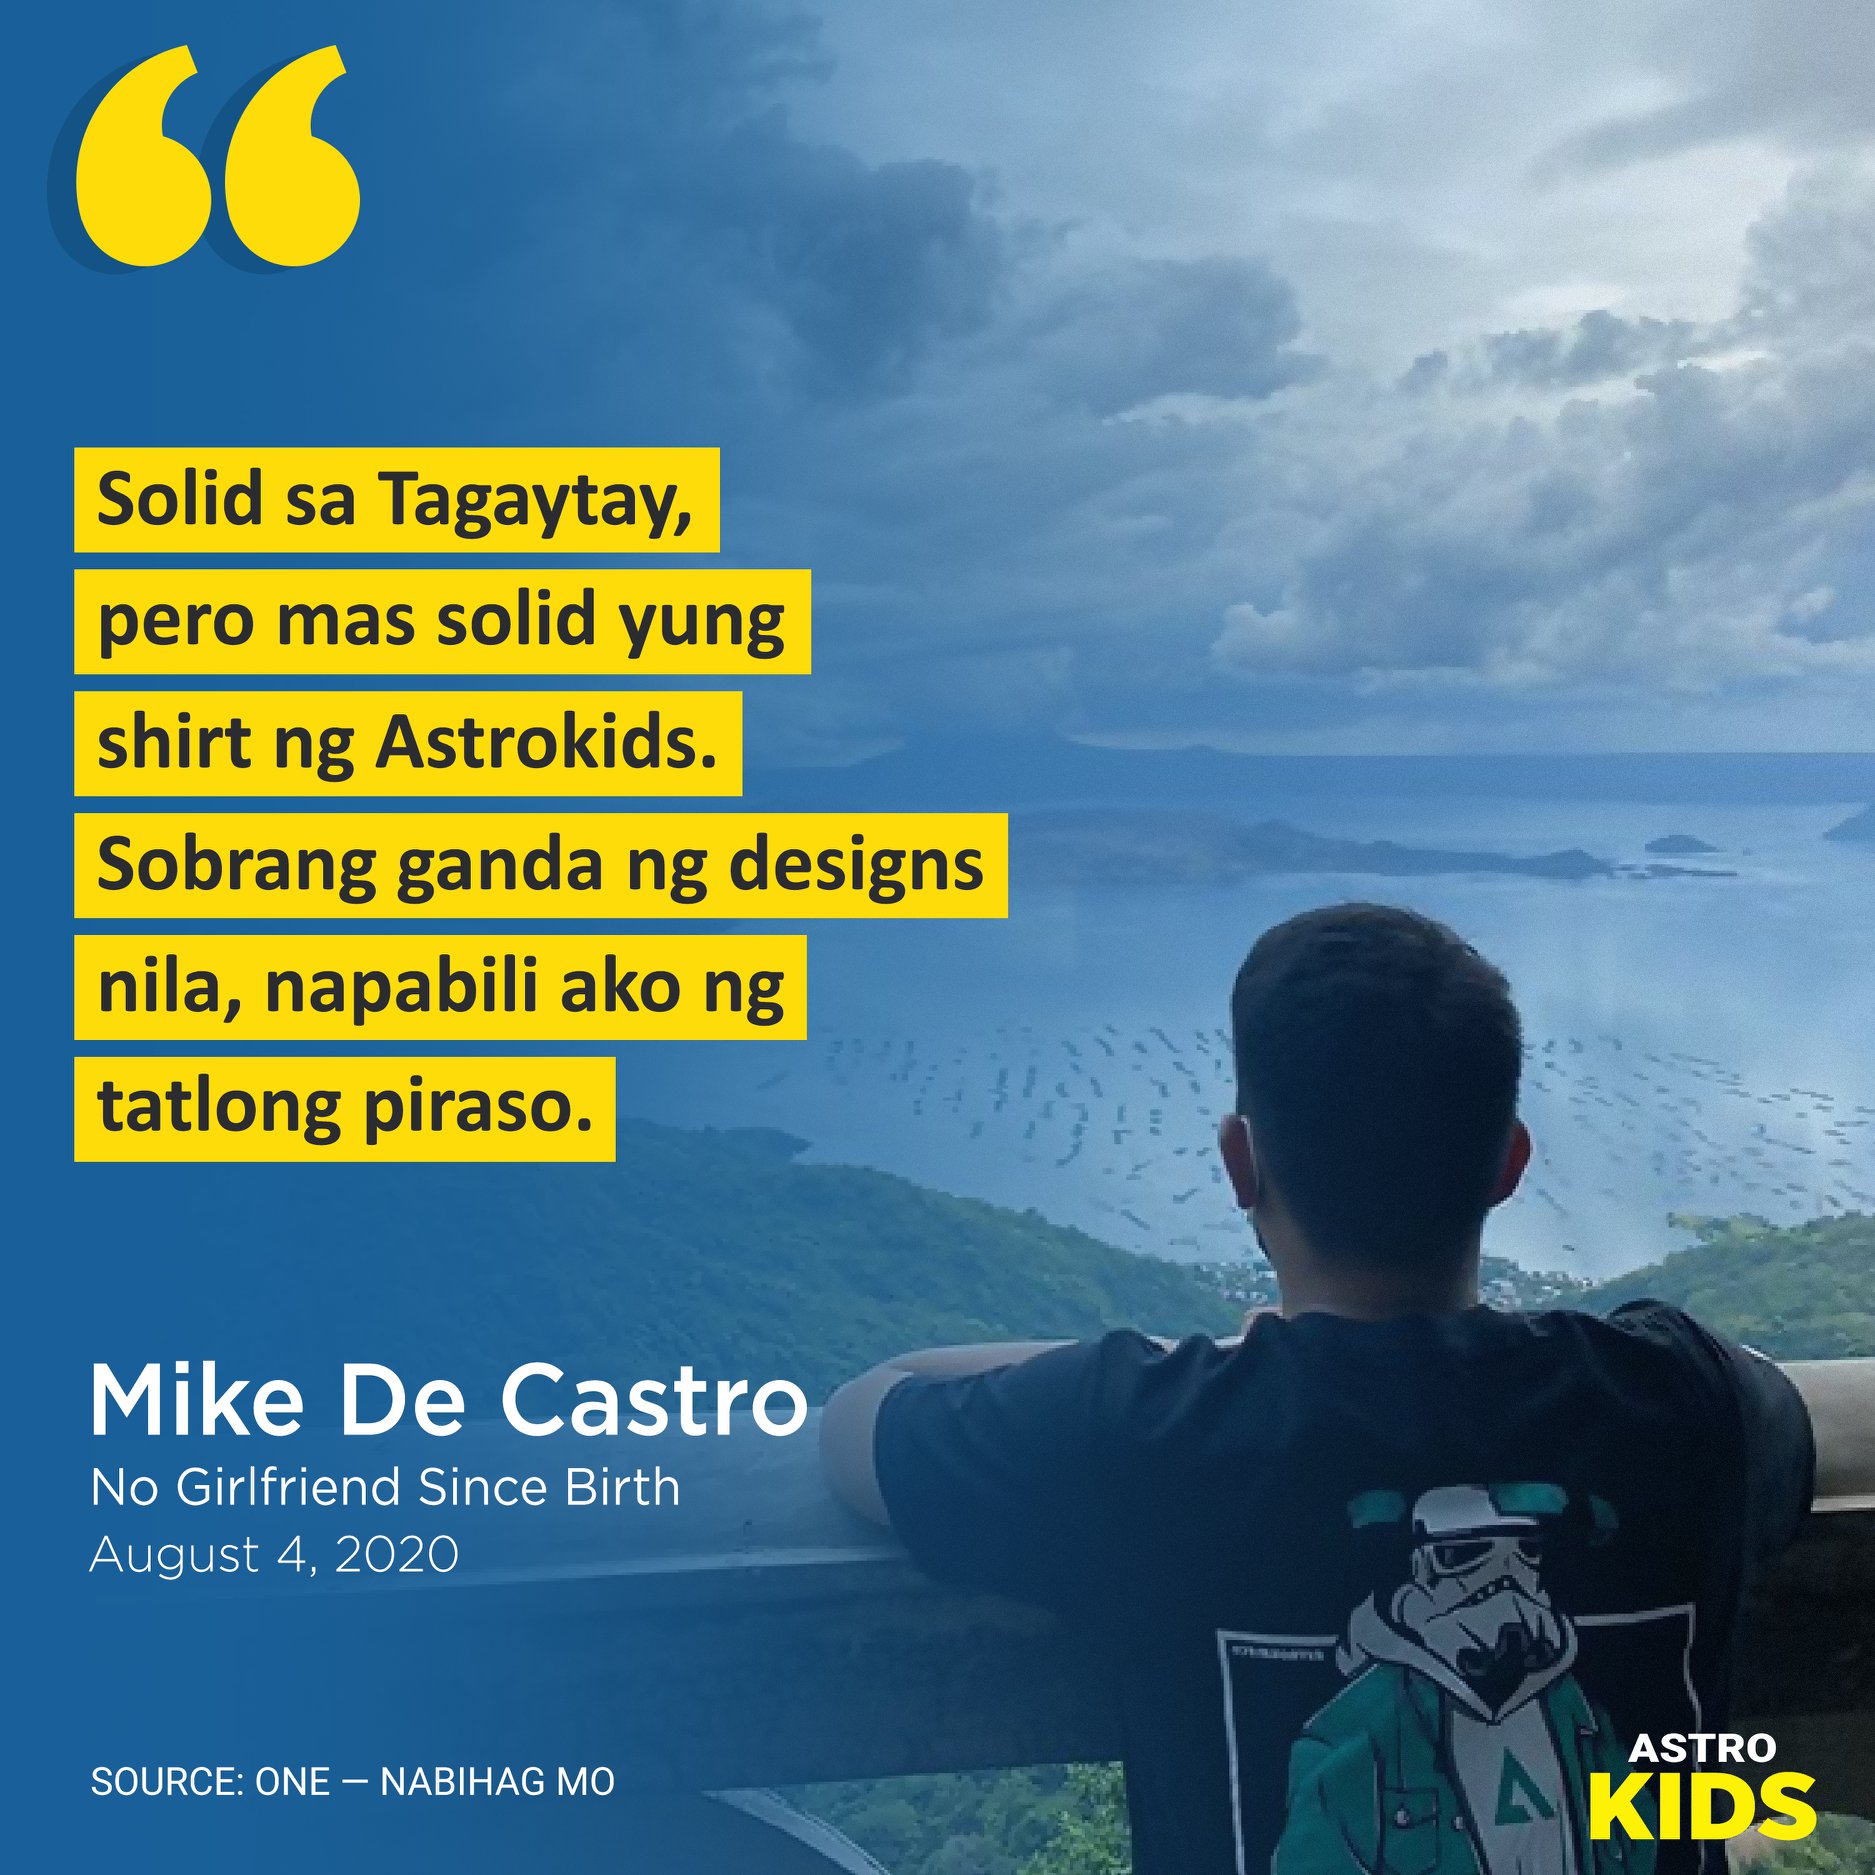 Solid sa Tagaytay,
pero mas solid yung
shirt ng Astrokids.
Sobrang ganda ng designs
nila, napabili ako ng
tatlong piraso.
Mike De Castro
No Girlfriend Since Birth
August 4, 2020
SOURCE: ONE — NABIHAG MO
ASTRO
KIDS